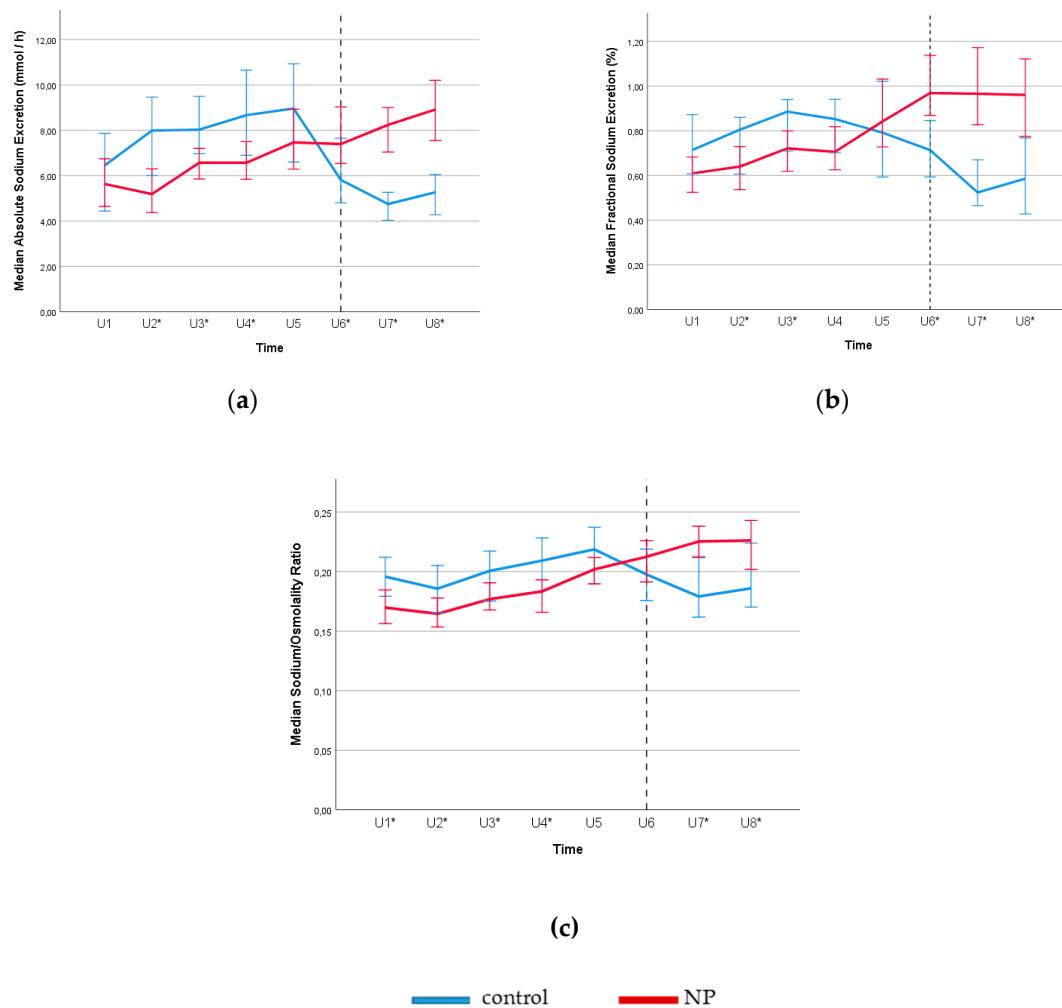 Median Absolute Sodium Excretion (mmol / h)
12,00
10,00
8,00
6,00
4,00
2,00
0,00
U1 U2* U3* U4* U5 U6* U7* U8*
Time
(a)
Median Fractional Sodium Excretion (%)
1,20
1,00
0,80
0,60
0,40
0,20
0,00
U1 U2* U3* U4 U5 U6* U7* U8*
Time
(b)
Median Sodium/Osmolality Ratio
0,25
0,20
0,15
0,10
0,05
0,00
U1* U2* U3* U4* U5 U6 U7* U8*
Time
(c)
control NP